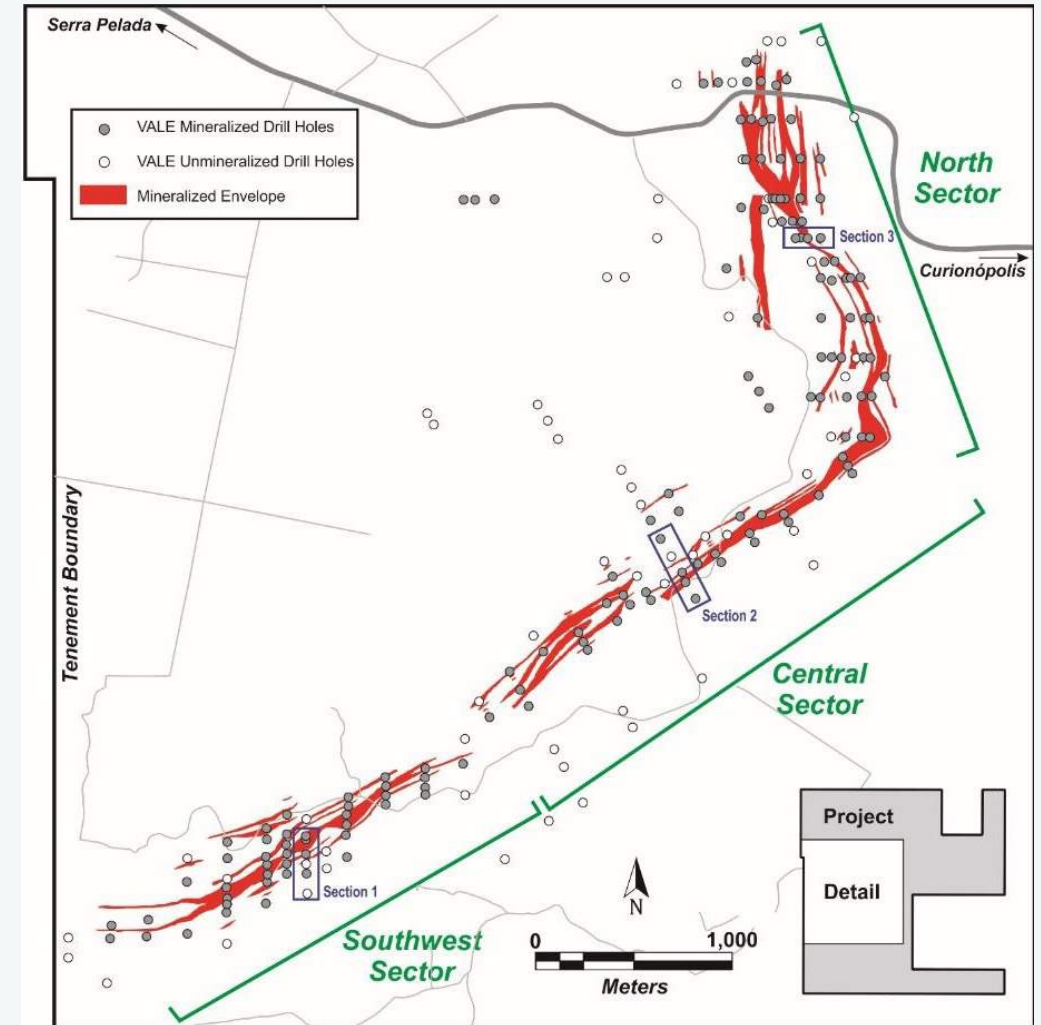 Serra Pelada
VALE Mineralized Drill Holes
VALE Unmineralized Drill Holes
Mineralized Envelope
North
Sector
Section 3
Curionópolis
Tenement Boundary
Section 2
Central
Sector
Project
Detail
Section 1
N
Southwest
Sector
0 1,000
Meters